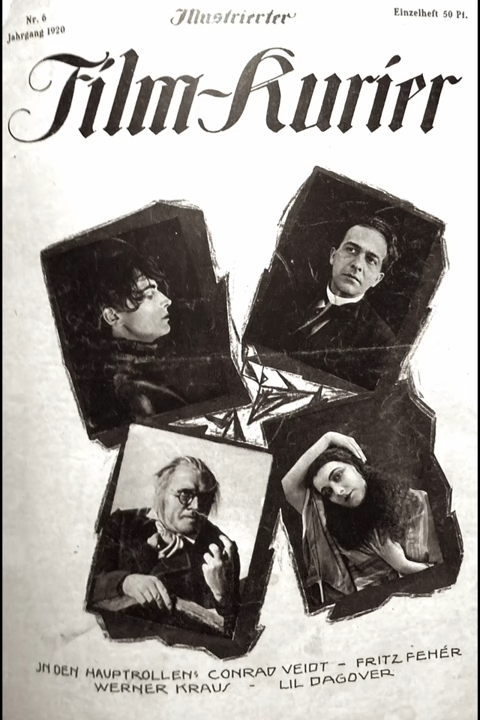 Nr. 6
Jahrgang 1920
Illustrierter
Einzelheft 50 Pf.
Film-Kurier
IN DEN HAUPTROLLEN: CONRAD VEIDT - FRITZ FEHÉR
WERNER KRAUS - LIL DAGOVER